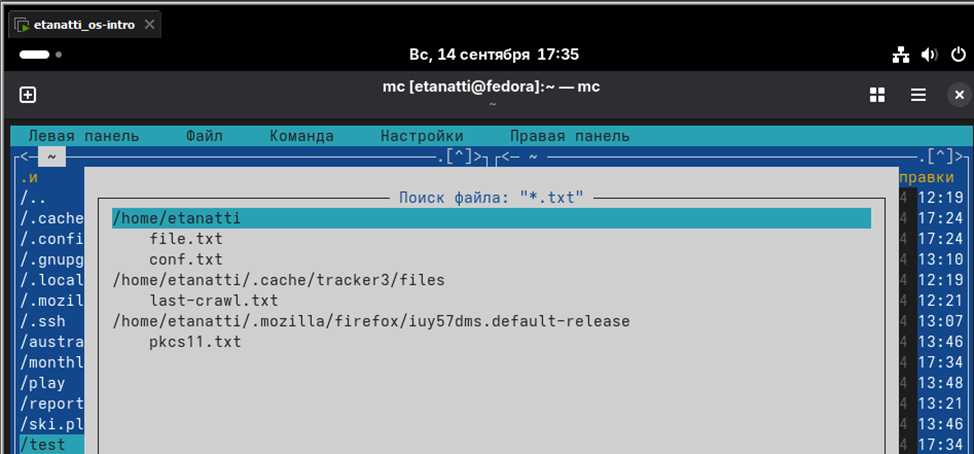 etanatti_os-intro
Вс, 14 сентября 17:35
mc [etanatti@fedora]:~ — mc
~
Левая панель Файл Команда Настройки Правая панель
<— ~ .[^]> <— ~ .[^]>
.и правки
Поиск файла: "*.txt"
/.. 4 12:19
/.cache /home/etanatti 4 17:24
/.confi file.txt 4 17:24
/.gnupg conf.txt 4 13:10
/.local /home/etanatti/.cache/tracker3/files 4 12:19
/.mozil last-crawl.txt 4 12:21
/.ssh /home/etanatti/.mozilla/firefox/iuy57dms.default-release 4 13:07
/austra pkcs11.txt 4 13:46
/monthl 4 17:34
/play 4 13:48
/report 4 13:21
/ski.pl 4 13:46
/test 4 17:34